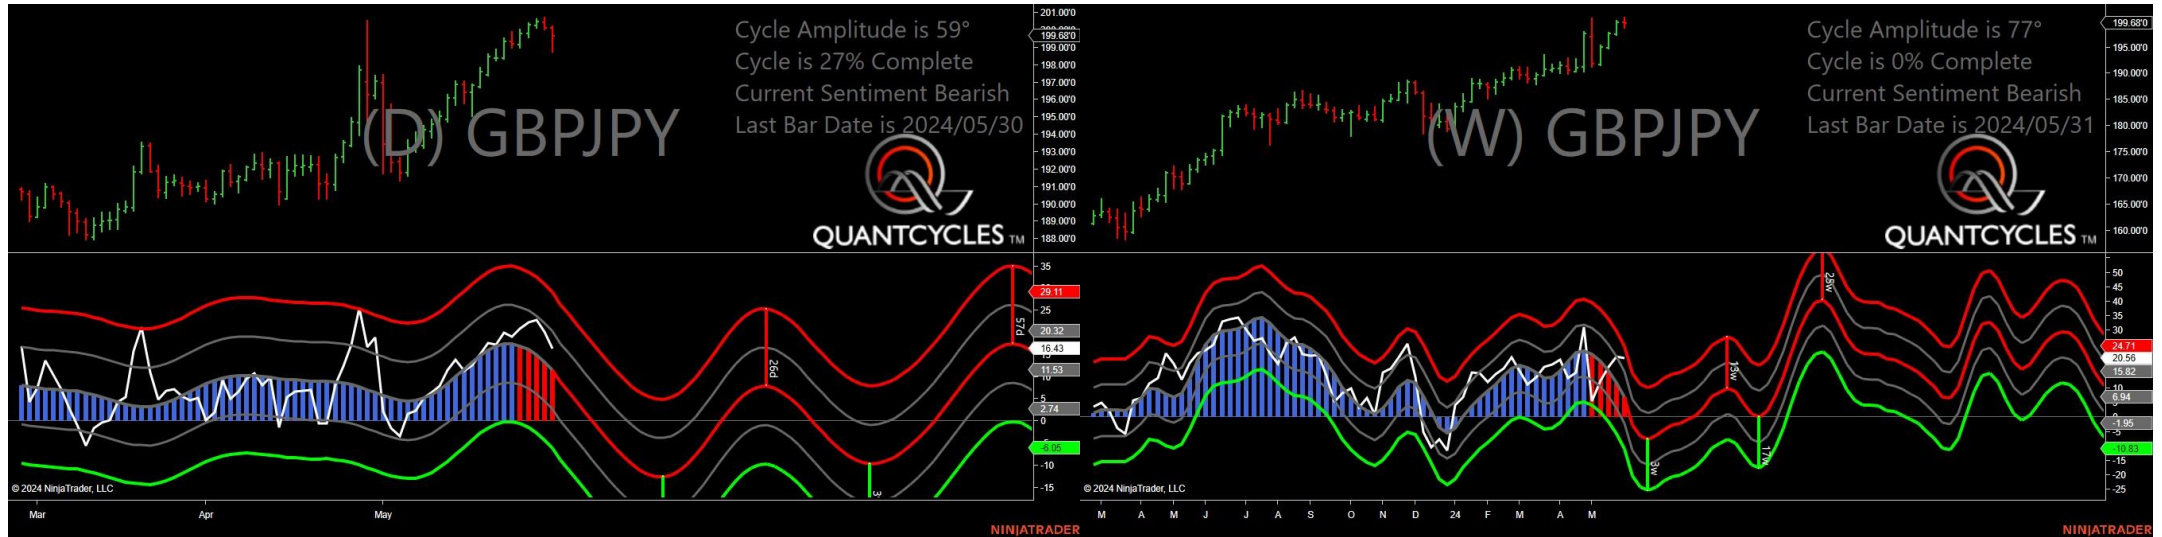 Cycle Amplitude is 59°
Cycle is 27% Complete
Current Sentiment Bearish
Last Bar Date is 2024/05/30
(D) GBPJPY
QUANTCYCLES TM
201.00'0
199.68'0
199.00'0
198.00'0
197.00'0
196.00'0
195.00'0
194.00'0
193.00'0
192.00'0
191.00'0
190.00'0
189.00'0
188.00'0
35
29.11
25
20.32
16.43
11.53
10
5
2.74
0
-6.05
-10
-15
26d
57d
© 2024 NinjaTrader, LLC
Mar Apr May
NINJATRADER
Cycle Amplitude is 77°
Cycle is 0% Complete
Current Sentiment Bearish
Last Bar Date is 2024/05/31
(W) GBPJPY
QUANTCYCLES TM
199.68'0
195.00'0
190.00'0
185.00'0
180.00'0
175.00'0
170.00'0
165.00'0
160.00'0
50
45
40
35
30
24.71
20.56
15.82
10
6.94
-1.95
-5
-10.83
-15
-20
-25
3w
13w
17w
© 2024 NinjaTrader, LLC
M A M J J A S O N D 24 F M A M
NINJATRADER